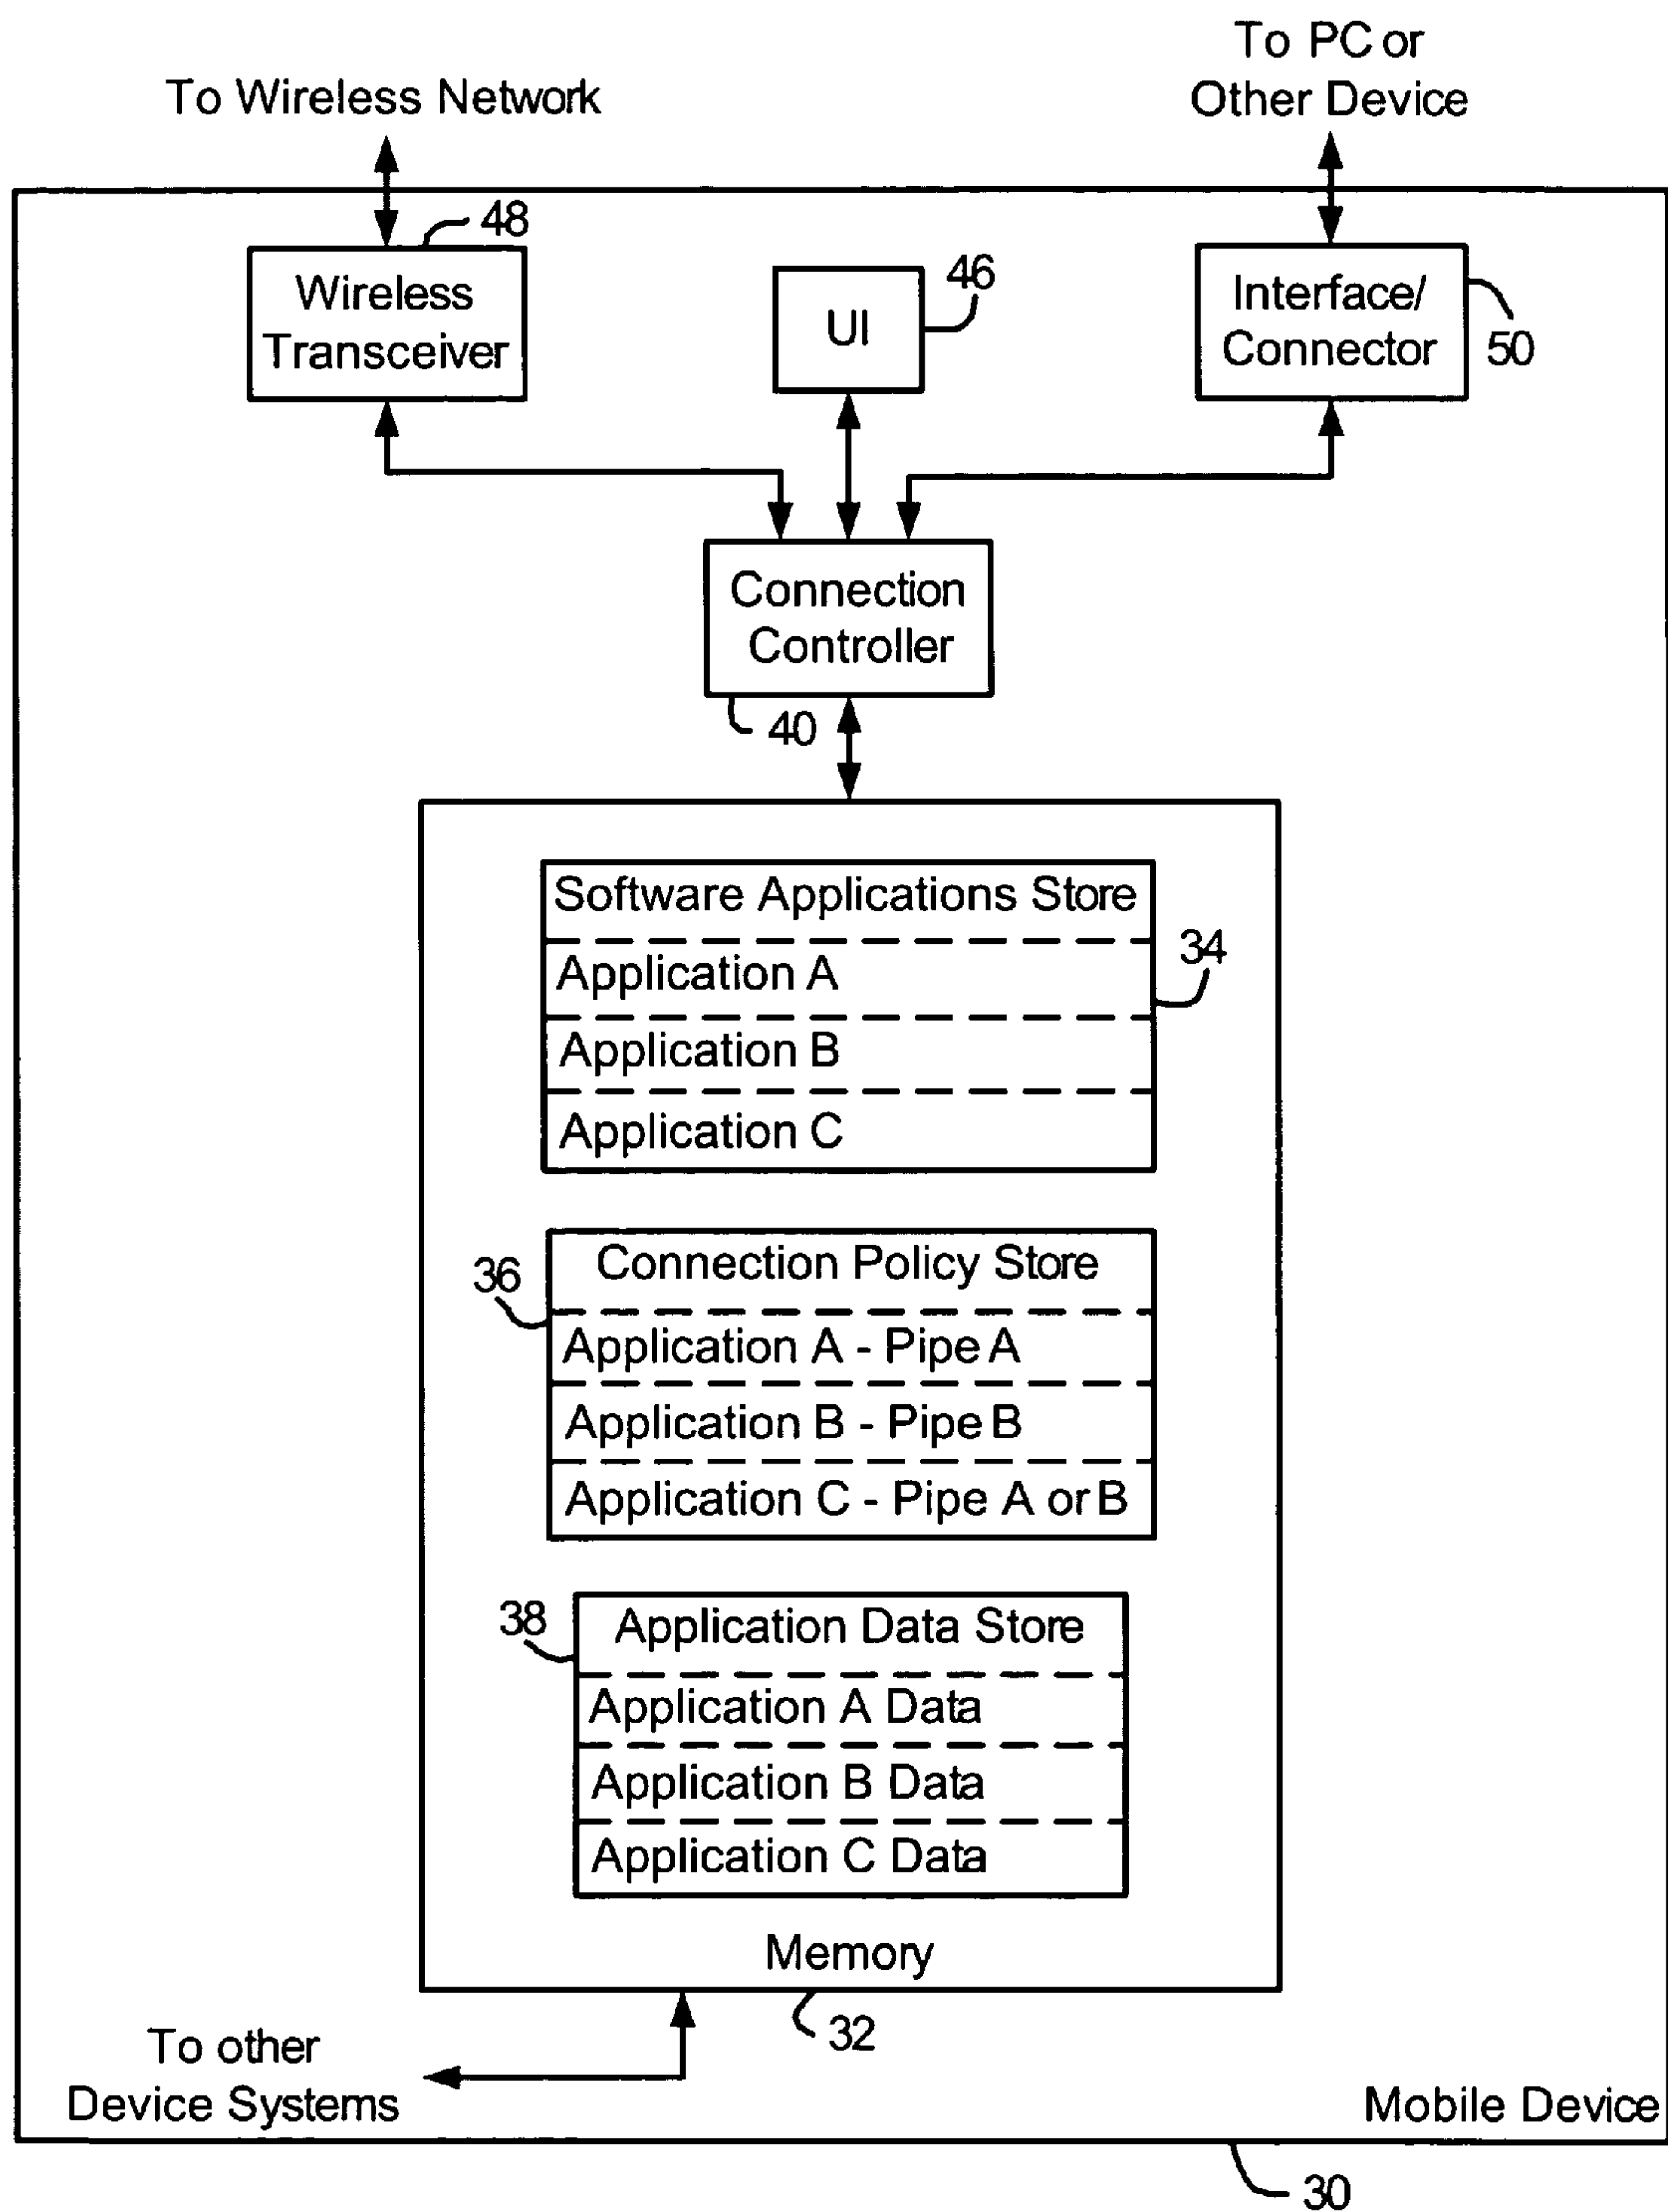 To PC or
Other Device
To Wireless Network
48
Wireless
Transceiver
UI
46
Interface/
Connector
50
Connection
Controller
40
Software Applications Store
Application A
Application B
Application C
34
Connection Policy Store
Application A - Pipe A
Application B - Pipe B
Application C - Pipe A or B
36
Application Data Store
Application A Data
Application B Data
Application C Data
38
Memory
32
To other
Device Systems
Mobile Device
30